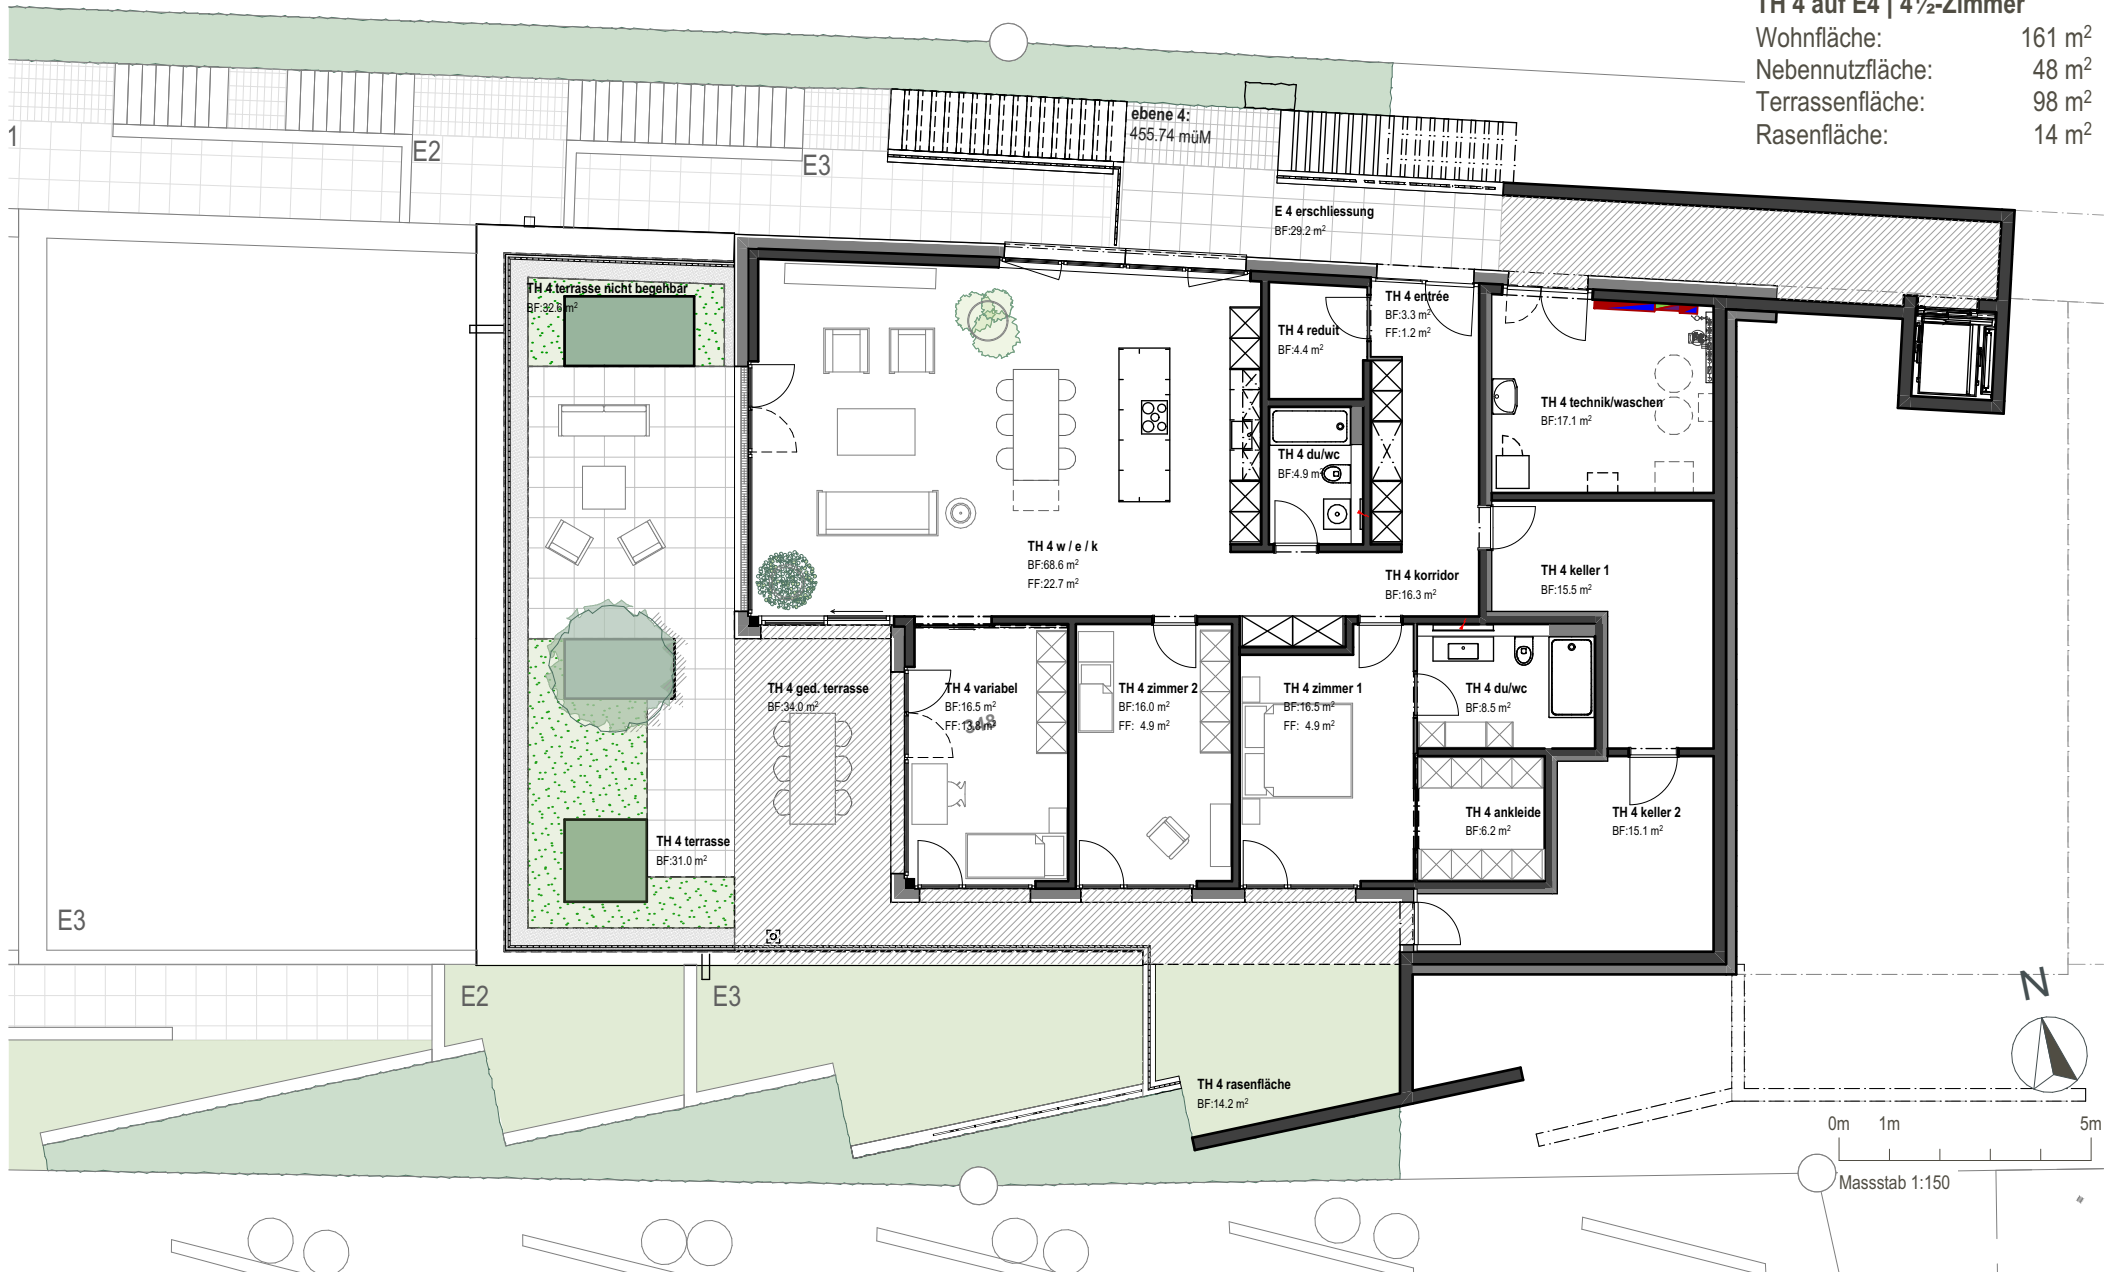 TH 4 auf E4 | 4½-Zimmer
Wohnfläche: 161 m²
Nebennutzfläche: 48 m²
Terrassenfläche: 98 m²
Rasenfläche: 14 m²
ebene 4:
455.74 müM
1
E2
E3
E 4 erschliessung
BF:29.2 m²
TH 4 terrasse nicht begehbar
BF:32.6 m²
TH 4 entrée
BF:3.3 m²
FF:1.2 m²
TH 4 reduit
BF:4.4 m²
TH 4 technik/waschen
BF:17.1 m²
TH 4 du/wc
BF:4.9 m²
TH 4 w / e / k
BF:68.6 m²
FF:22.7 m²
TH 4 korridor
BF:16.3 m²
TH 4 keller 1
BF:15.5 m²
TH 4 ged. terrasse
BF:34.0 m²
TH 4 variabel
BF:16.5 m²
FF:13.8 m²
348
TH 4 zimmer 2
BF:16.0 m²
FF: 4.9 m²
TH 4 zimmer 1
BF:16.5 m²
FF: 4.9 m²
TH 4 du/wc
BF:8.5 m²
TH 4 ankleide
BF:6.2 m²
TH 4 keller 2
BF:15.1 m²
TH 4 terrasse
BF:31.0 m²
E3
E2
E3
N
TH 4 rasenfläche
BF:14.2 m²
0m 1m 5m
Massstab 1:150